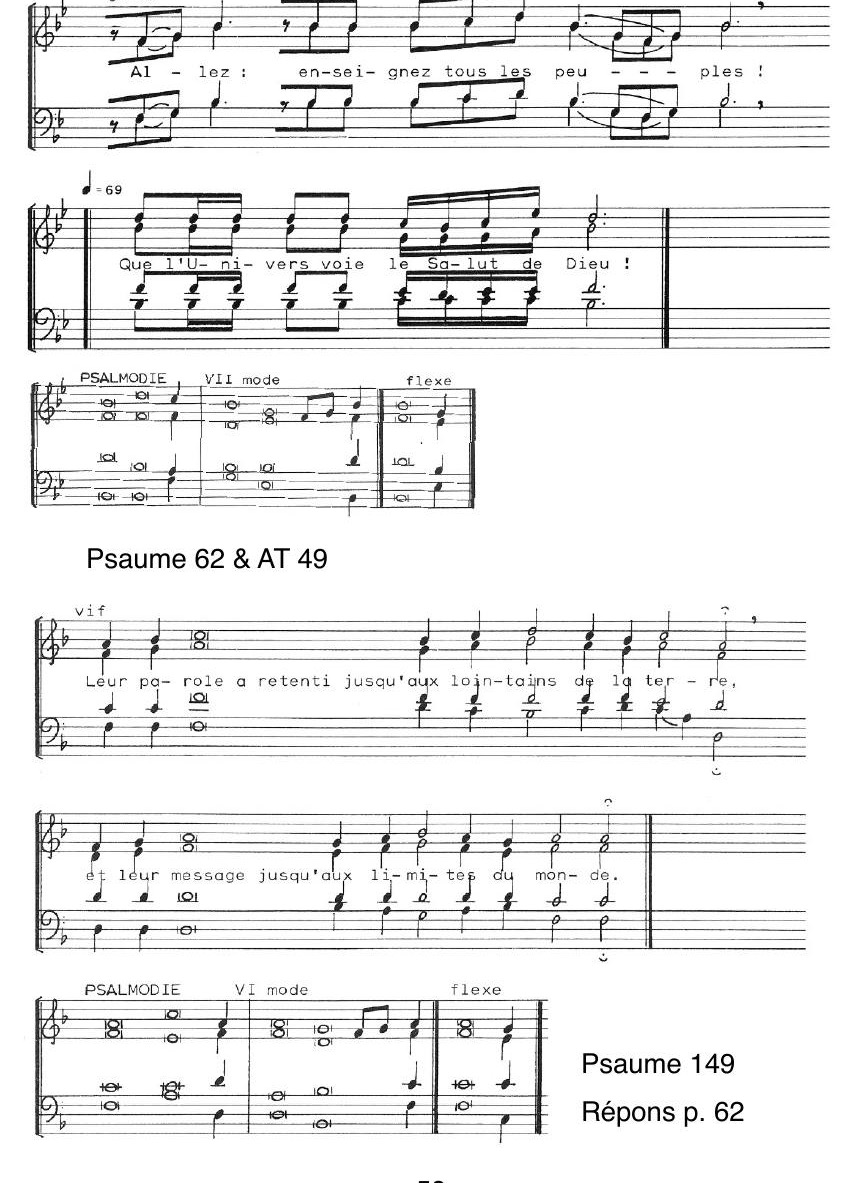 Al - lez : en-sei- gnez tous les peu - - - ples !
♩ = 69
Que l'U- ni- vers voie le Sa- lut de Dieu !
PSALMODIE VII mode flexe
Psaume 62 & AT 49
vif
Leur pa- role a retenti jusqu'aux loin-tains de la ter - re,
et leur message jusqu'aux li-mi- tes du mon- de.
PSALMODIE VI mode flexe
Psaume 149
Répons p. 62